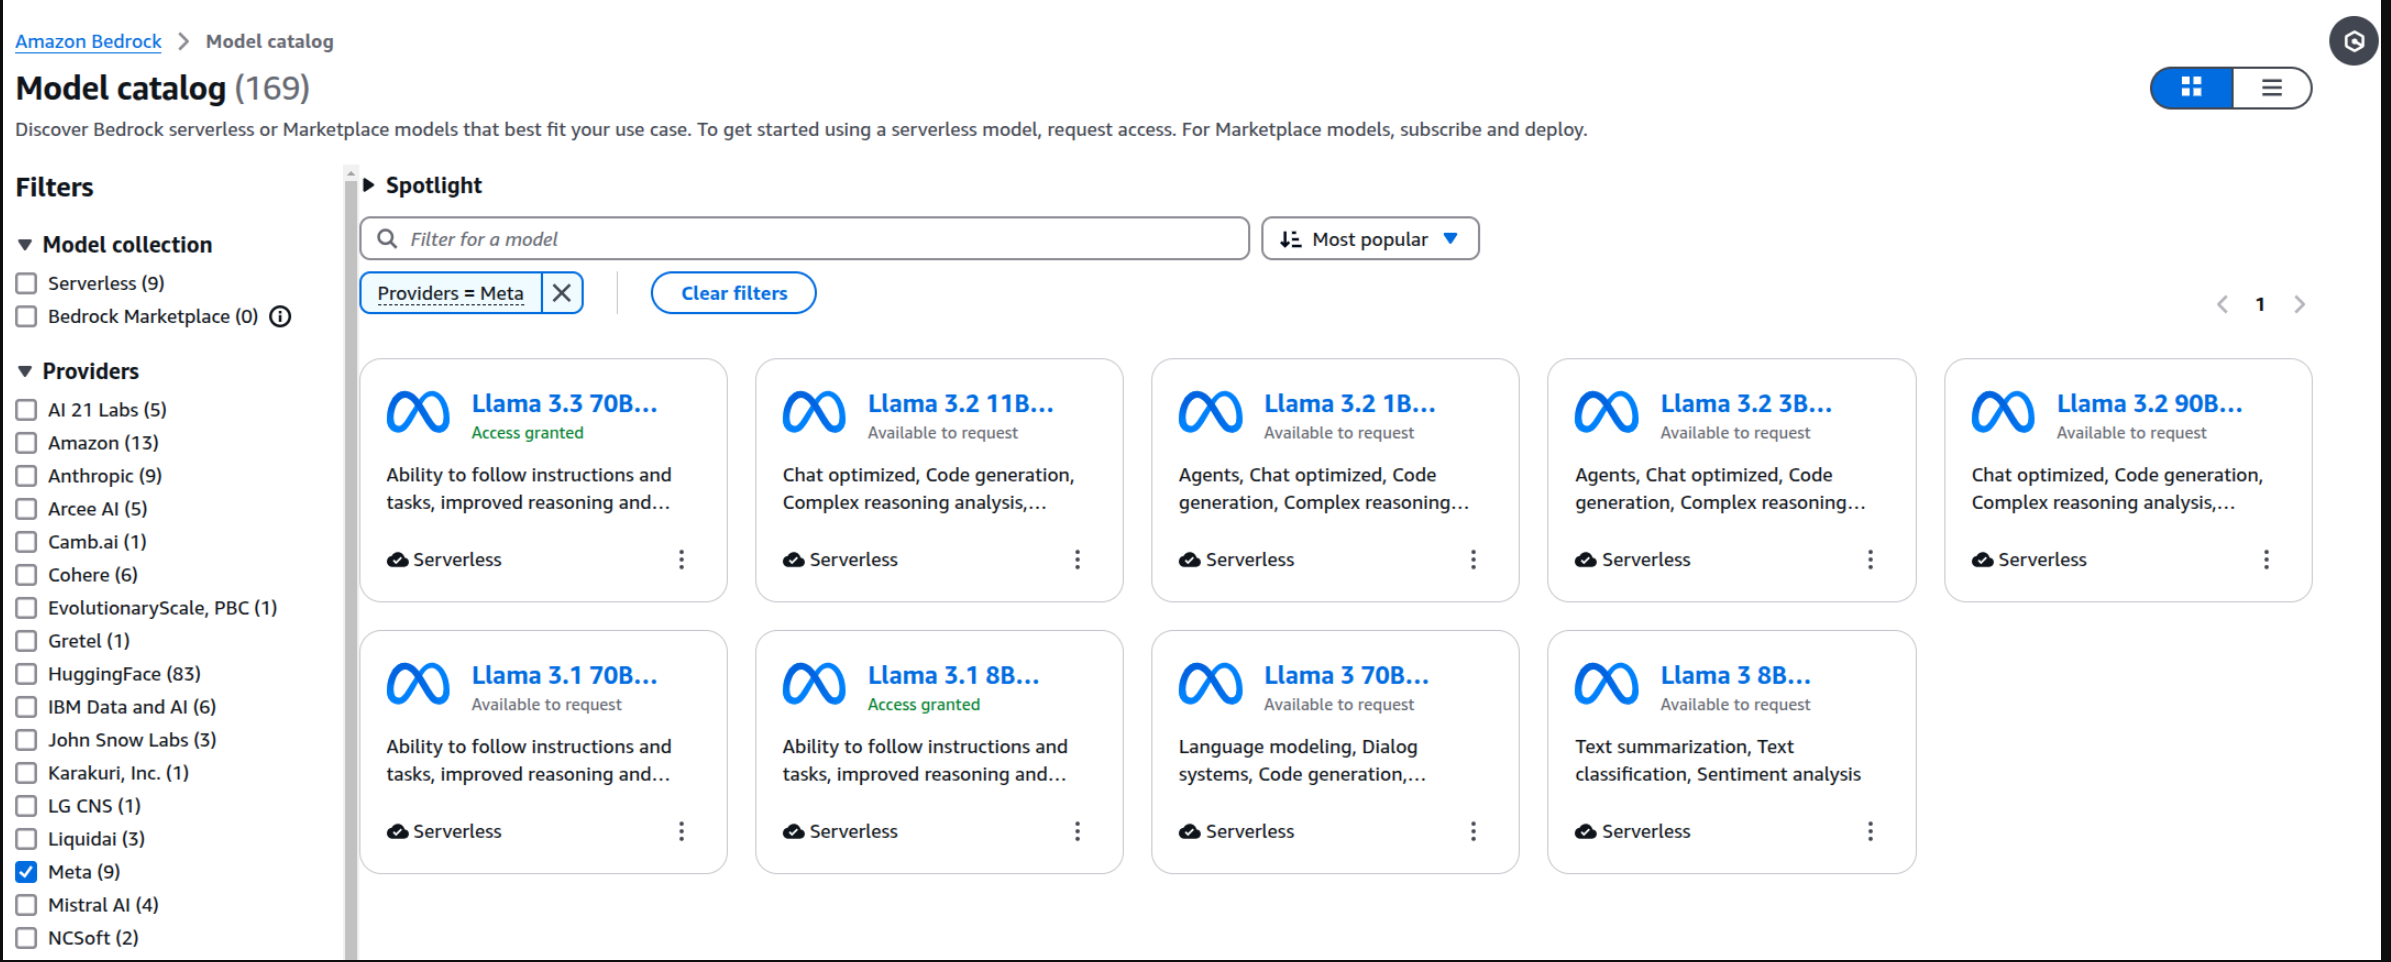 Amazon Bedrock > Model catalog
Model catalog (169)
Discover Bedrock serverless or Marketplace models that best fit your use case. To get started using a serverless model, request access. For Marketplace models, subscribe and deploy.
Filters
Model collection
Serverless (9)
Bedrock Marketplace (0)
Providers
AI 21 Labs (5)
Amazon (13)
Anthropic (9)
Arcee AI (5)
Camb.ai (1)
Cohere (6)
EvolutionaryScale, PBC (1)
Gretel (1)
HuggingFace (83)
IBM Data and AI (6)
John Snow Labs (3)
Karakuri, Inc. (1)
LG CNS (1)
Liquidai (3)
Meta (9)
Mistral AI (4)
NCSoft (2)
Spotlight
Filter for a model
Most popular
Providers = Meta
Clear filters
1
Llama 3.3 70B...
Access granted
Ability to follow instructions and
tasks, improved reasoning and...
Serverless
Llama 3.2 11B...
Available to request
Chat optimized, Code generation,
Complex reasoning analysis,...
Serverless
Llama 3.2 1B...
Available to request
Agents, Chat optimized, Code
generation, Complex reasoning...
Serverless
Llama 3.2 3B...
Available to request
Agents, Chat optimized, Code
generation, Complex reasoning...
Serverless
Llama 3.2 90B...
Available to request
Chat optimized, Code generation,
Complex reasoning analysis,...
Serverless
Llama 3.1 70B...
Available to request
Ability to follow instructions and
tasks, improved reasoning and...
Serverless
Llama 3.1 8B...
Access granted
Ability to follow instructions and
tasks, improved reasoning and...
Serverless
Llama 3 70B...
Available to request
Language modeling, Dialog
systems, Code generation,...
Serverless
Llama 3 8B...
Available to request
Text summarization, Text
classification, Sentiment analysis
Serverless